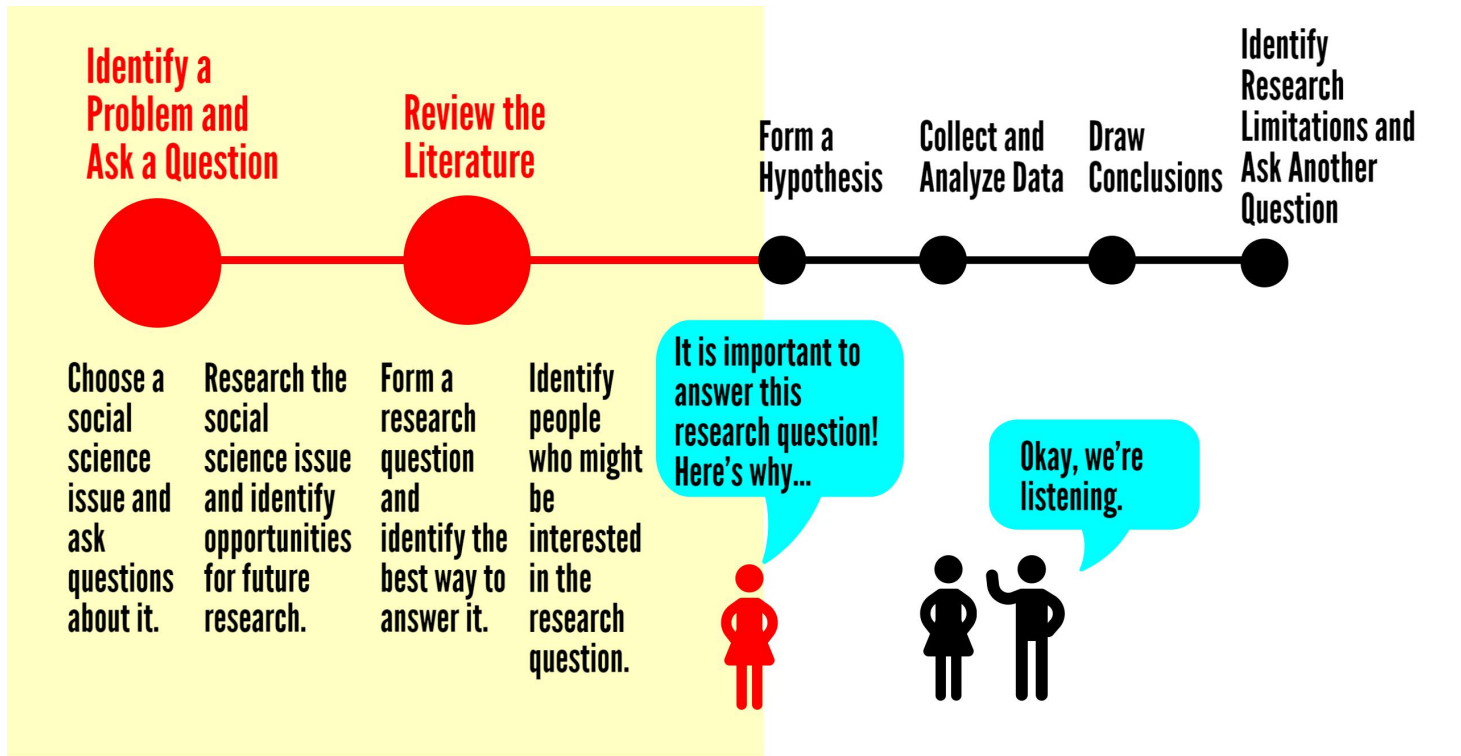 Identify a
Problem and
Ask a Question
Review the
Literature
Form a
Hypothesis
Collect and
Analyze Data
Draw
Conclusions
Identify
Research
Limitations and
Ask Another
Question
Choose a
social
science
issue and
ask
questions
about it.
Research the
social
science issue
and identify
opportunities
for future
research.
Form a
research
question
and
identify the
best way to
answer it.
Identify
people
who might
be
interested
in the
research
question.
It is important to
answer this
research question!
Here's why...
Okay, we're
listening.